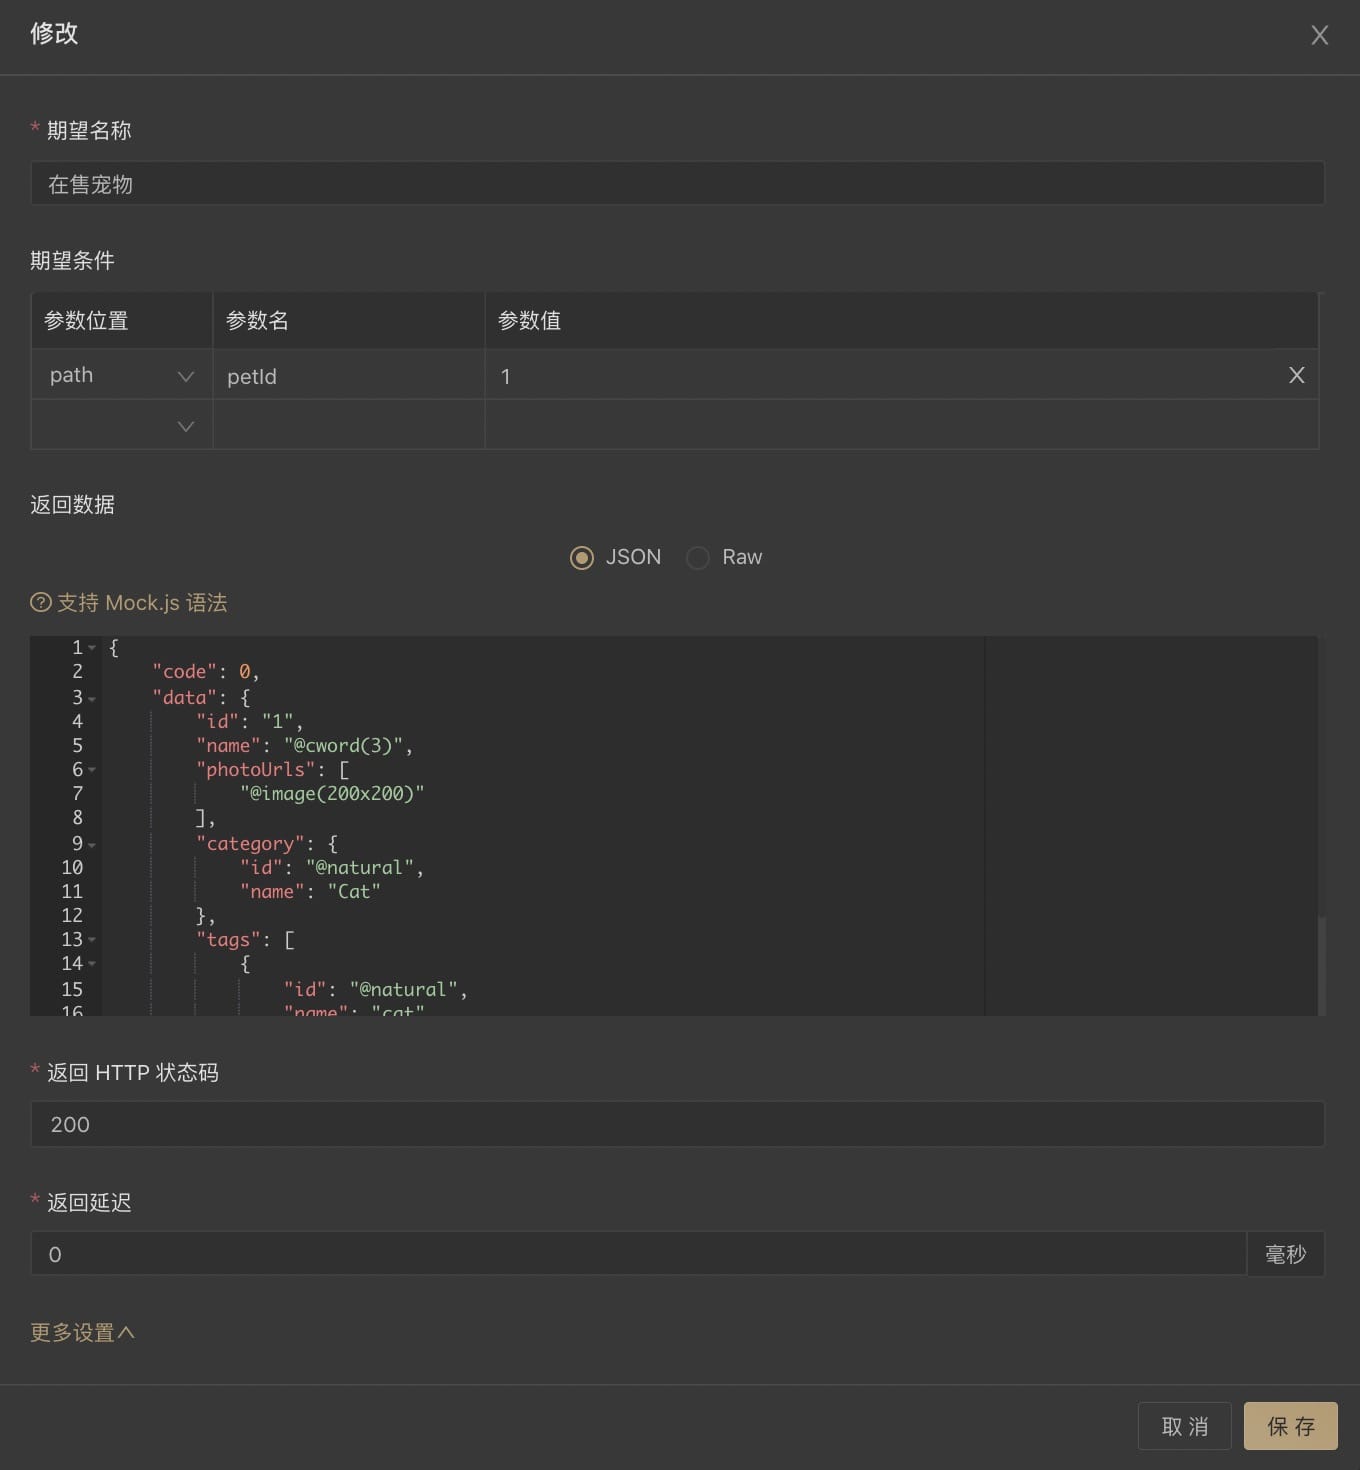 修改
* 期望名称
在售宠物
期望条件
参数位置 参数名 参数值
path petId 1
返回数据
JSON Raw
支持 Mock.js 语法
1 {
2 "code": 0,
3 "data": {
4 "id": "1",
5 "name": "@cword(3)",
6 "photoUrls": [
7 "@image(200x200)"
8 ],
9 "category": {
10 "id": "@natural",
11 "name": "Cat"
12 },
13 "tags": [
14 {
15 "id": "@natural",
16 "name": "cat"
* 返回 HTTP 状态码
200
* 返回延迟
0 毫秒
更多设置
取消 保存